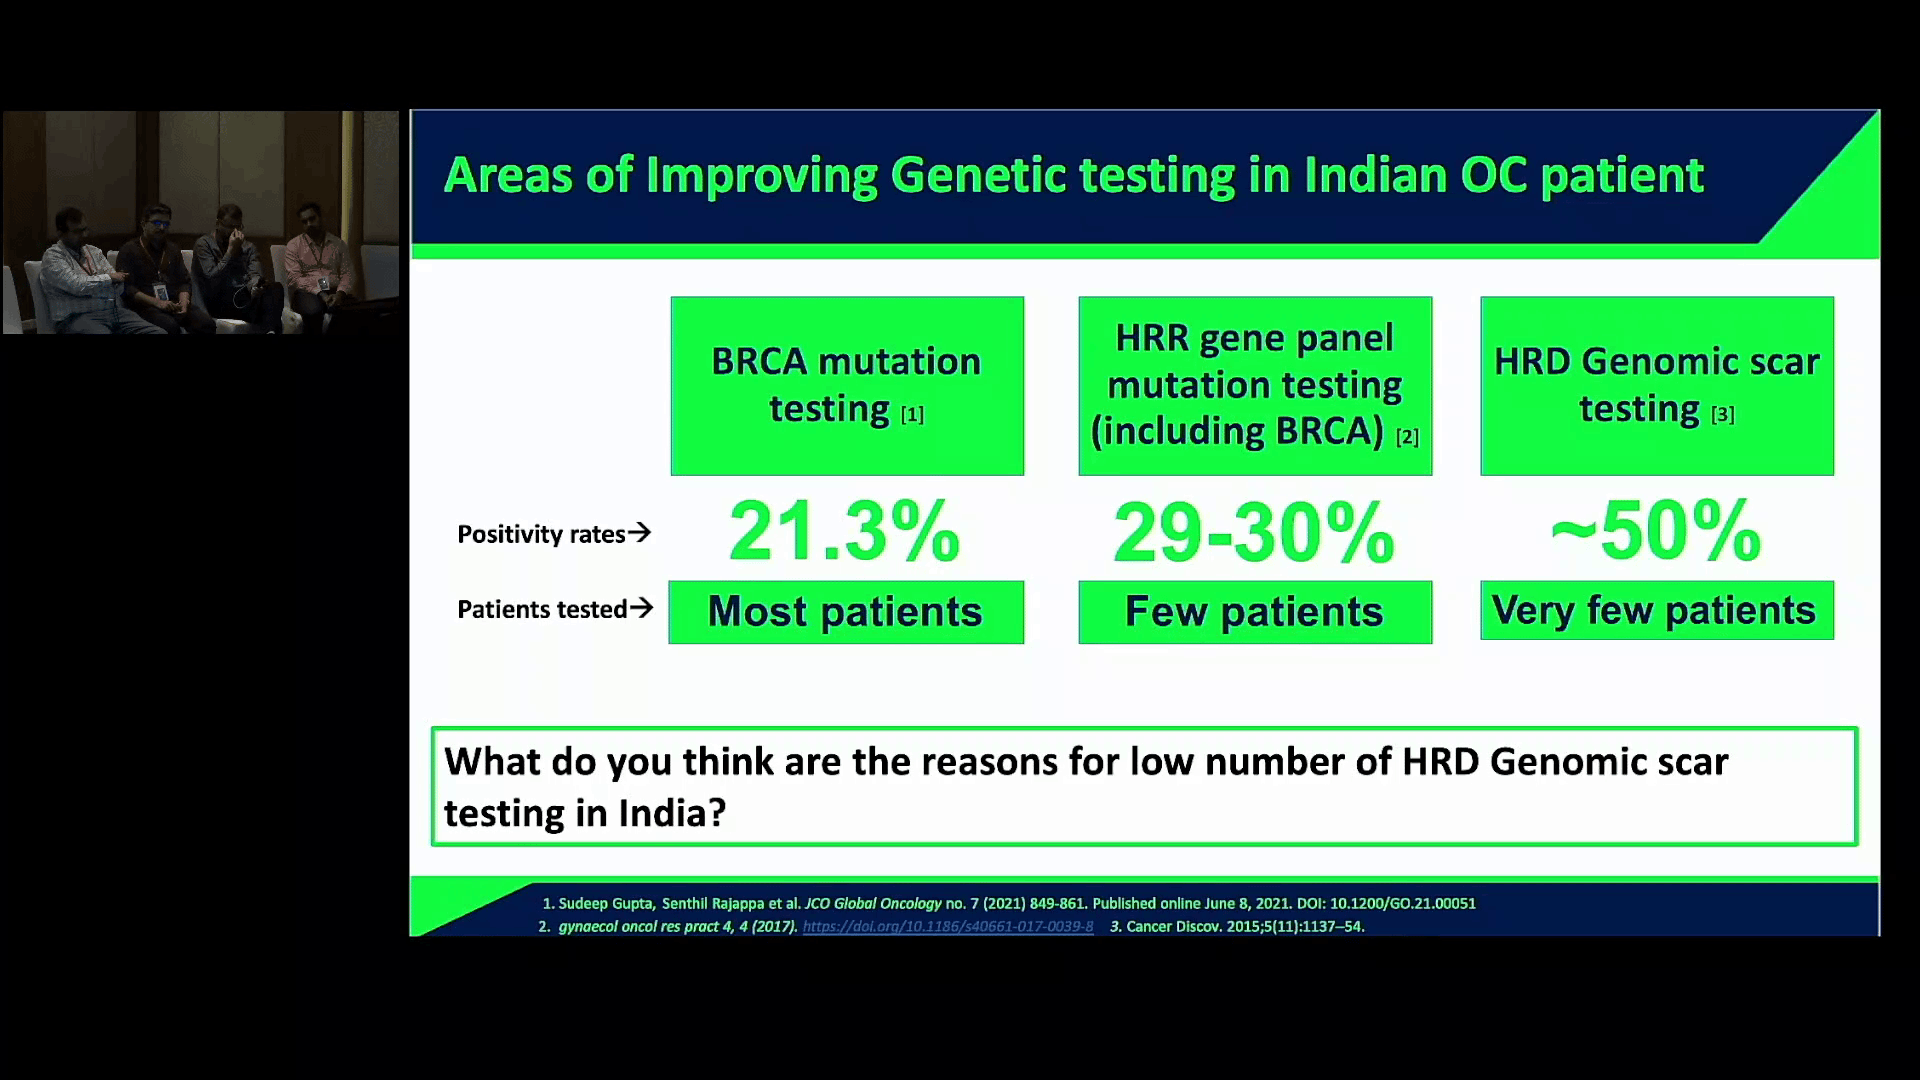 Areas of Improving Genetic testing in Indian OC patient
BRCA mutation
testing [1]
HRR gene panel
mutation testing
(including BRCA) [2]
HRD Genomic scar
testing [3]
Positivity rates→
21.3%
29-30%
~50%
Patients tested→
Most patients
Few patients
Very few patients
What do you think are the reasons for low number of HRD Genomic scar
testing in India?
1. Sudeep Gupta, Senthil Rajappa et al. JCO Global Oncology no. 7 (2021) 849-861. Published online June 8, 2021. DOI: 10.1200/GO.21.00051
2. gynaecol oncol res pract 4, 4 (2017). https://doi.org/10.1186/s40661-017-0039-8 3. Cancer Discov. 2015;5(11):1137–54.